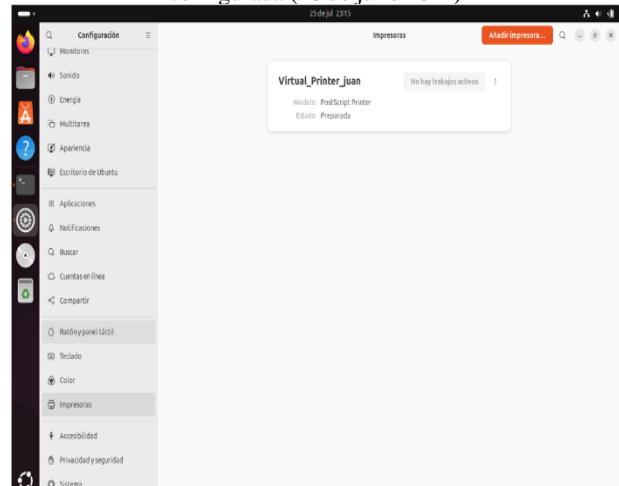 25 de jul 23:15
Configuración
Impresoras
Añadir impresora...
Monitores
Sonido
Energía
Multitarea
Apariencia
Escritorio de Ubuntu
Aplicaciones
Notificaciones
Buscar
Cuentas en línea
Compartir
Ratón y panel táctil
Teclado
Color
Impresoras
Accesibilidad
Privacidad y seguridad
Sistema
Virtual_Printer_juan
No hay trabajos activos
Modelo PostScript Printer
Estado Preparada